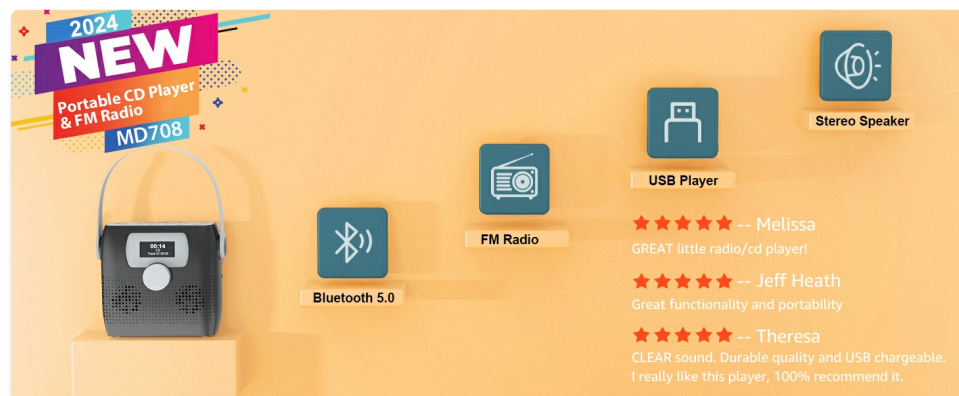 2024
NEW
Portable CD Player
& FM Radio
MD708
00:14
CD
Bluetooth 5.0
FM Radio
USB Player
Stereo Speaker
-- Melissa
GREAT little radio/cd player!
-- Jeff Heath
Great functionality and portability
-- Theresa
CLEAR sound. Durable quality and USB chargeable.
I really like this player, 100% recommend it.